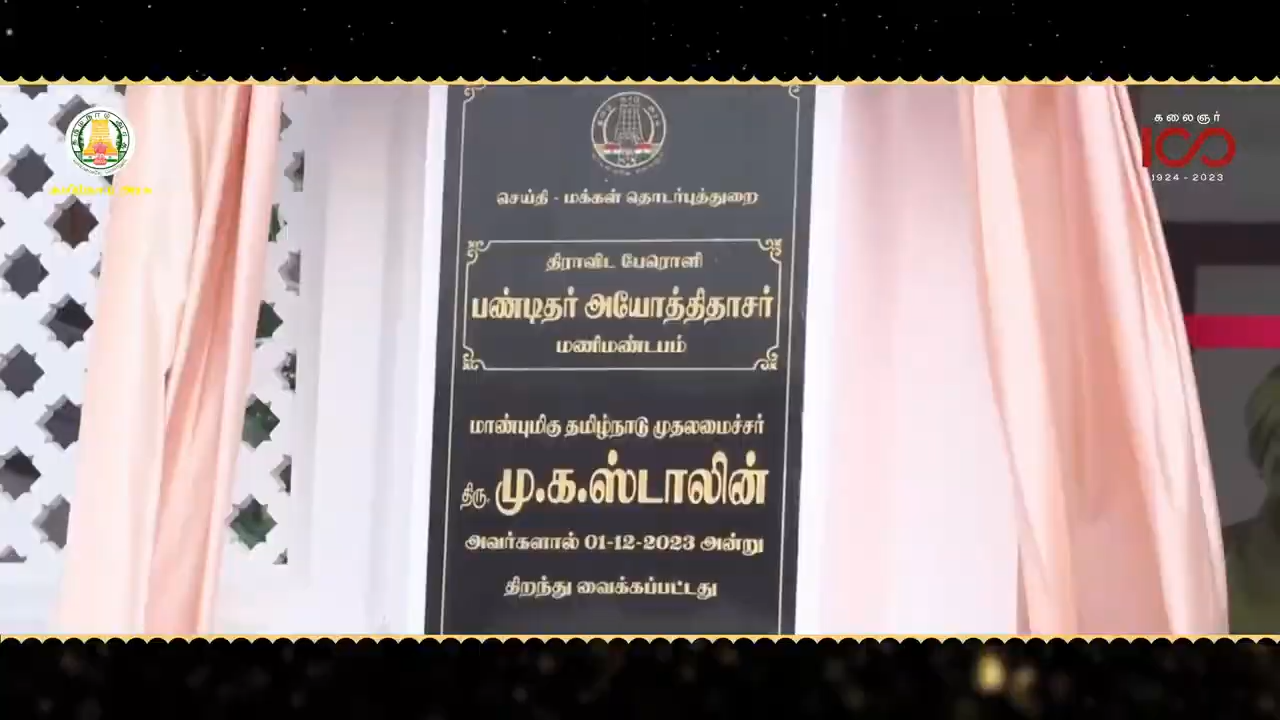 கலைஞர்
100
1924 - 2023
செய்தி - மக்கள் தொடர்புத்துறை
திராவிட பேரொளி
பண்டிதர் அயோத்திதாசர்
மணிமண்டபம்
மாண்புமிகு தமிழ்நாடு முதலமைச்சர்
திரு. மு.க.ஸ்டாலின்
அவர்களால் 01-12-2023 அன்று
திறந்து வைக்கப்பட்டது